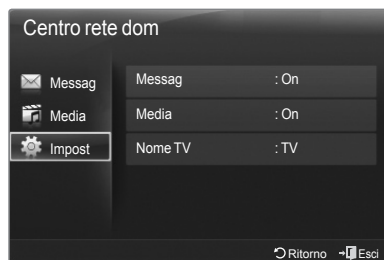 Centro rete dom
Messag
Media
Impost
Messag : On
Media : On
Nome TV : TV
Ritorno Esci